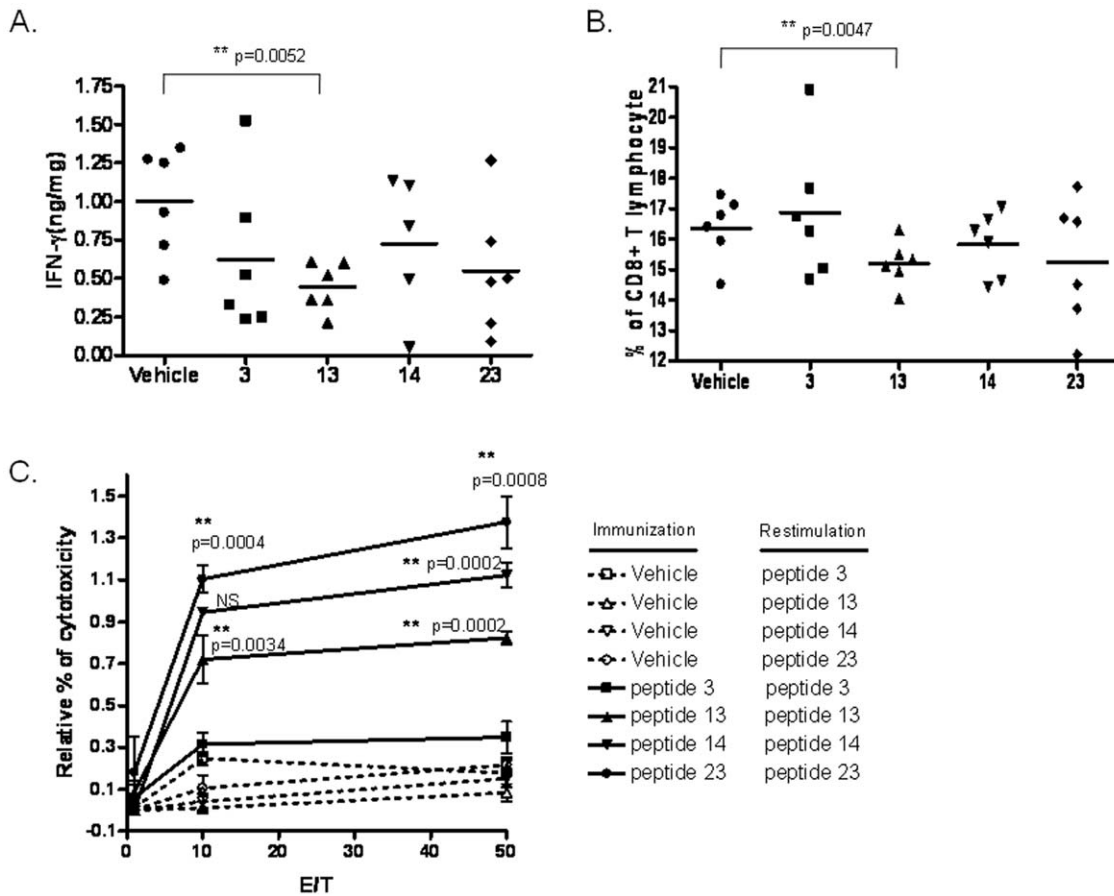 A.
** p=0.0052
IFN-γ(ng/mg)
1.75
1.50
1.25
1.00
0.75
0.50
0.25
0.00
Vehicle 3 13 14 23
B.
** p=0.0047
% of CD8+ T lymphocyte
21
20
19
18
17
16
15
14
13
12
Vehicle 3 13 14 23
C.
Relative % of cytotoxicity
1.5
1.3
1.1
0.9
0.7
0.5
0.3
0.1
-0.1
**
p=0.0004
**
p=0.0008
NS
** p=0.0002
**
p=0.0034
** p=0.0002
0 10 20 30 40 50
E/T
Immunization Restimulation
Vehicle peptide 3
Vehicle peptide 13
Vehicle peptide 14
Vehicle peptide 23
peptide 3 peptide 3
peptide 13 peptide 13
peptide 14 peptide 14
peptide 23 peptide 23